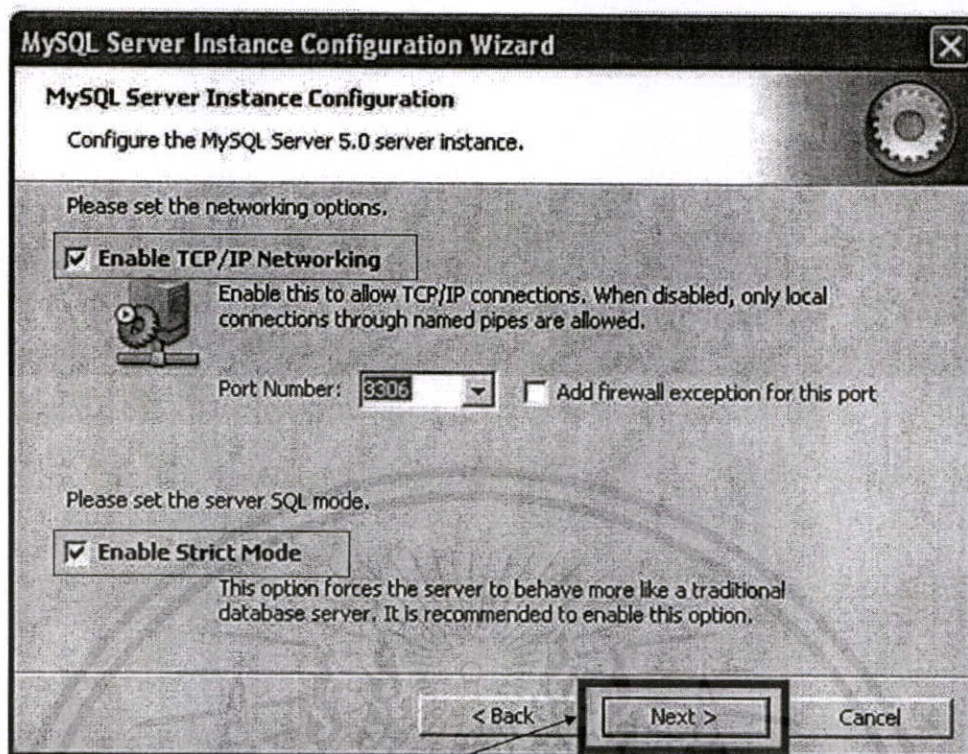 MySQL Server Instance Configuration Wizard
MySQL Server Instance Configuration
Configure the MySQL Server 5.0 server instance.
Please set the networking options.
Enable TCP/IP Networking
Enable this to allow TCP/IP connections. When disabled, only local
connections through named pipes are allowed.
Port Number: 3306 Add firewall exception for this port
Please set the server SQL mode.
Enable Strict Mode
This option forces the server to behave more like a traditional
database server. It is recommended to enable this option.
< Back Next > Cancel